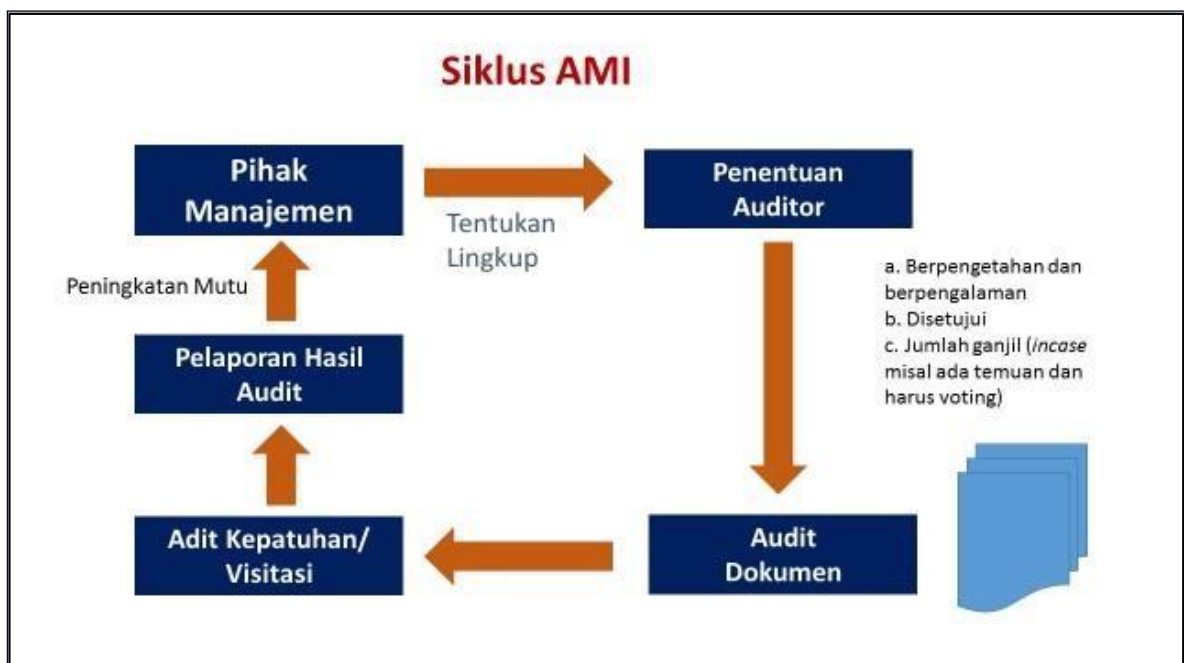 Siklus AMI
Pihak
Manajemen
Tentukan
Lingkup
Penentuan
Auditor
a. Berpengetahan dan
berpengalaman
b. Disetujui
c. Jumlah ganjil (incase
misal ada temuan dan
harus voting)
Peningkatan Mutu
Pelaporan Hasil
Audit
Adit Kepatuhan/
Visitasi
Audit
Dokumen